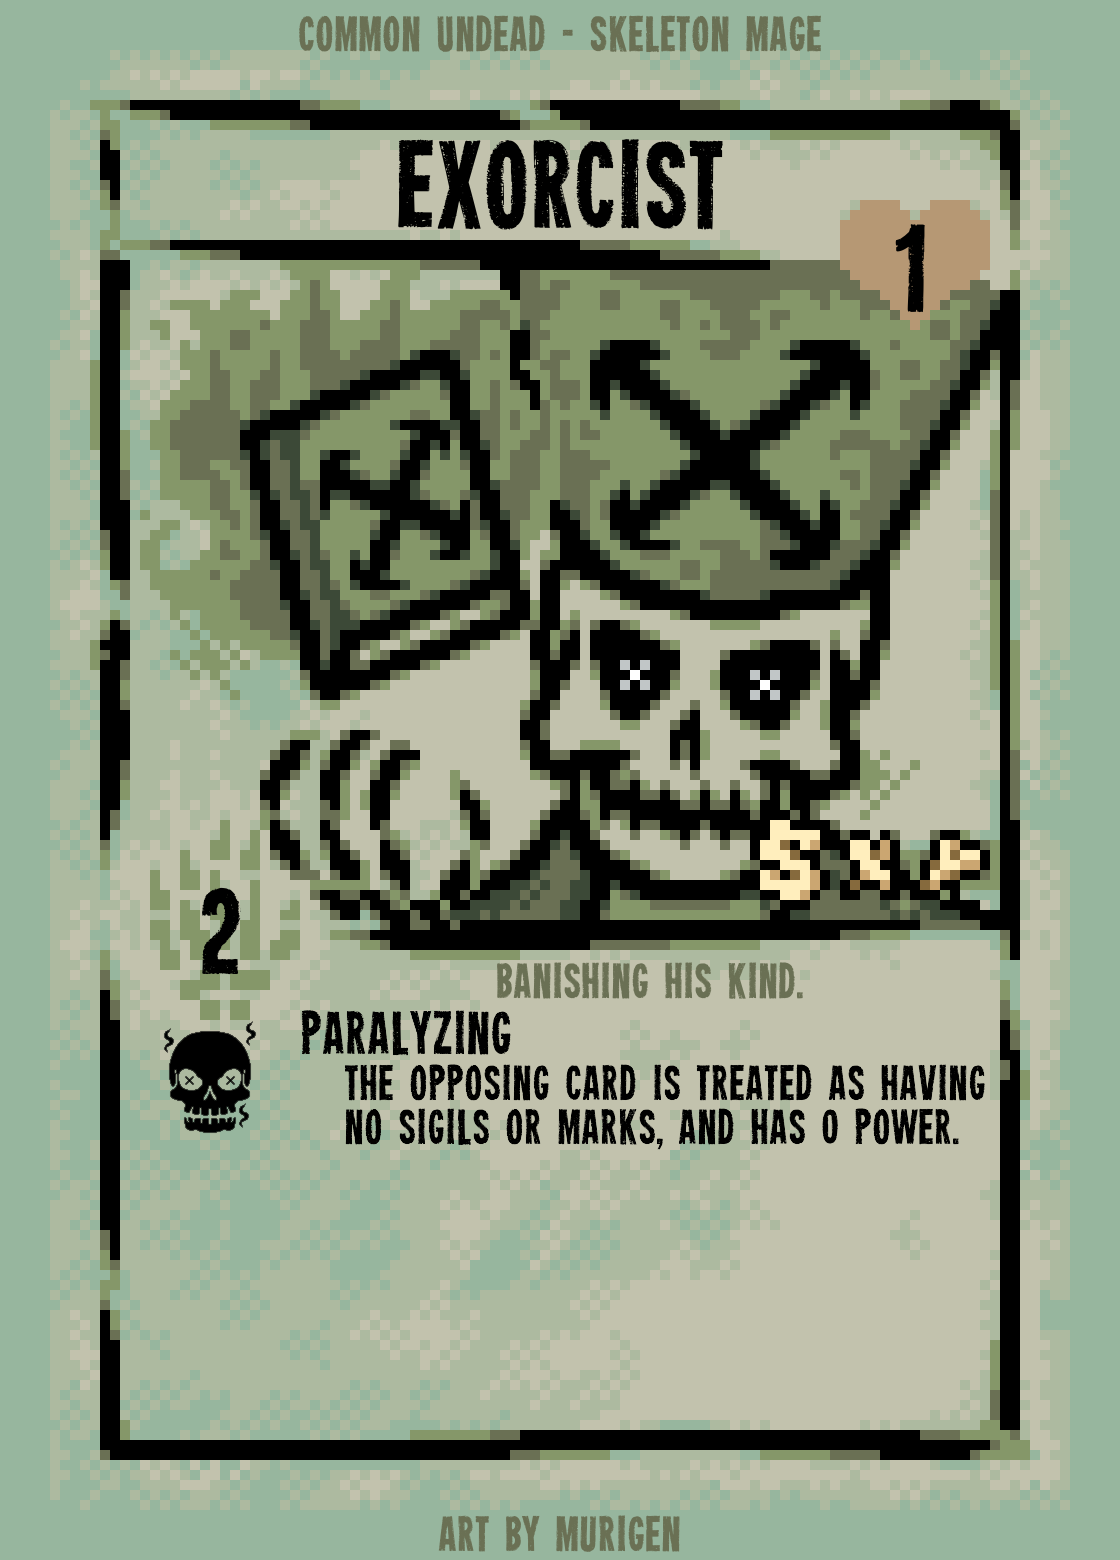 COMMON UNDEAD - SKELETON MAGE
EXORCIST
1
5 X
2
BANISHING HIS KIND.
PARALYZING
THE OPPOSING CARD IS TREATED AS HAVING
NO SIGILS OR MARKS, AND HAS 0 POWER.
ART BY MURIGEN